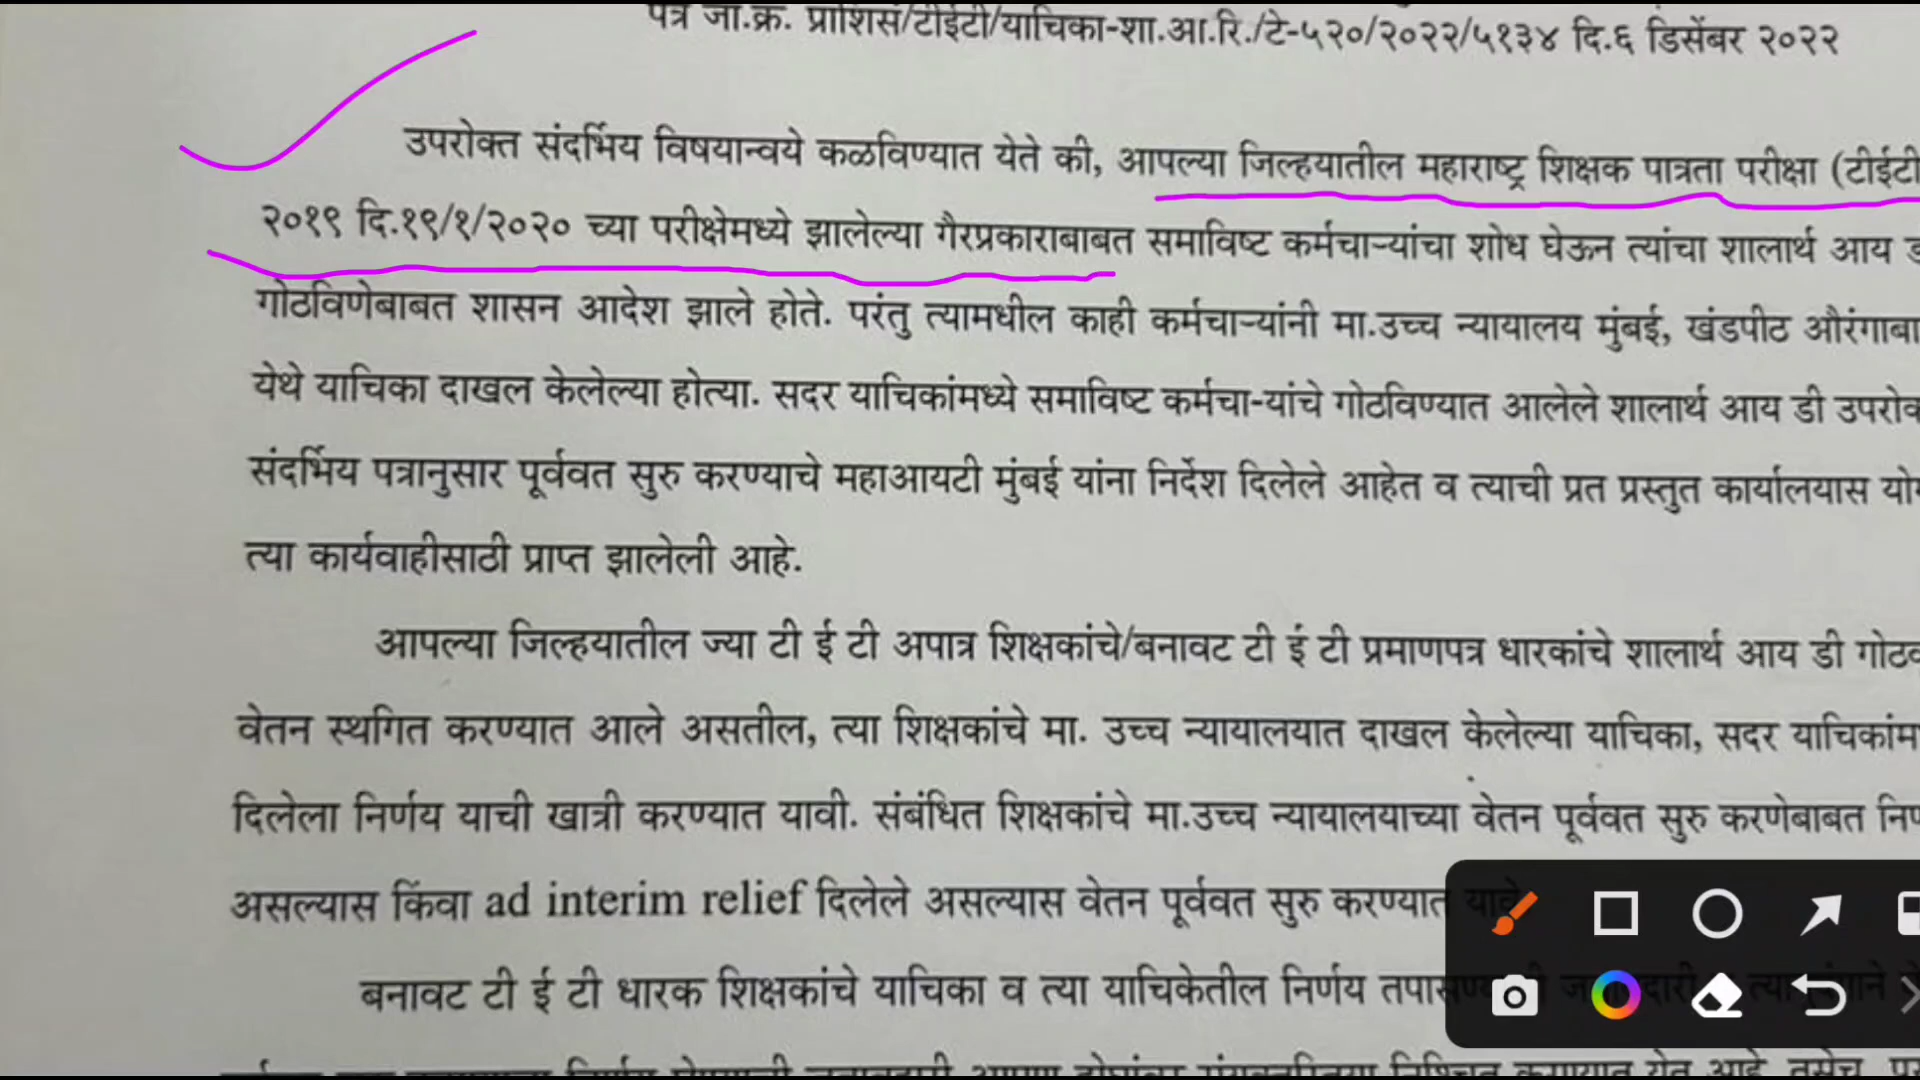 पत्र जा.क्र. प्राशिसं/टीईटी/याचिका-शा.आ.रि./टे-५२०/२०२२/५१३४ दि.६ डिसेंबर २०२२
उपरोक्त संदर्भिय विषयान्वये कळविण्यात येते की, आपल्या जिल्हयातील महाराष्ट्र शिक्षक पात्रता परीक्षा (टीईटी
२०१९ दि.१९/१/२०२० च्या परीक्षेमध्ये झालेल्या गैरप्रकाराबाबत समाविष्ट कर्मचाऱ्यांचा शोध घेऊन त्यांचा शालार्थ आय
गोठविणेबाबत शासन आदेश झाले होते. परंतु त्यामधील काही कर्मचाऱ्यांनी मा.उच्च न्यायालय मुंबई, खंडपीठ
येथे याचिका दाखल केलेल्या होत्या. सदर याचिकांमध्ये समाविष्ट कर्मचा-यांचे गोठविण्यात आलेले शालार्थ आय डी
संदर्भिय पत्रानुसार पूर्ववत सुरु करण्याचे महाआयटी मुंबई यांना निर्देश दिलेले आहेत व त्याची प्रत प्रस्तुत कार्यालयास
त्या कार्यवाहीसाठी प्राप्त झालेली आहे.
आपल्या जिल्हयातील ज्या टी ई टी अपात्र शिक्षकांचे/बनावट टी ई टी प्रमाणपत्र धारकांचे शालार्थ आय डी
वेतन स्थगित करण्यात आले असतील, त्या शिक्षकांचे मा. उच्च न्यायालयात दाखल केलेल्या याचिका, सदर
दिलेला निर्णय याची खात्री करण्यात यावी. संबंधित शिक्षकांचे मा.उच्च न्यायालयाच्या वेतन पूर्ववत सुरु करणेबाबत
असल्यास किंवा ad interim relief दिलेले असल्यास वेतन पूर्ववत सुरु करण्यात
बनावट टी ई टी धारक शिक्षकांचे याचिका व त्या याचिकेतील निर्णय